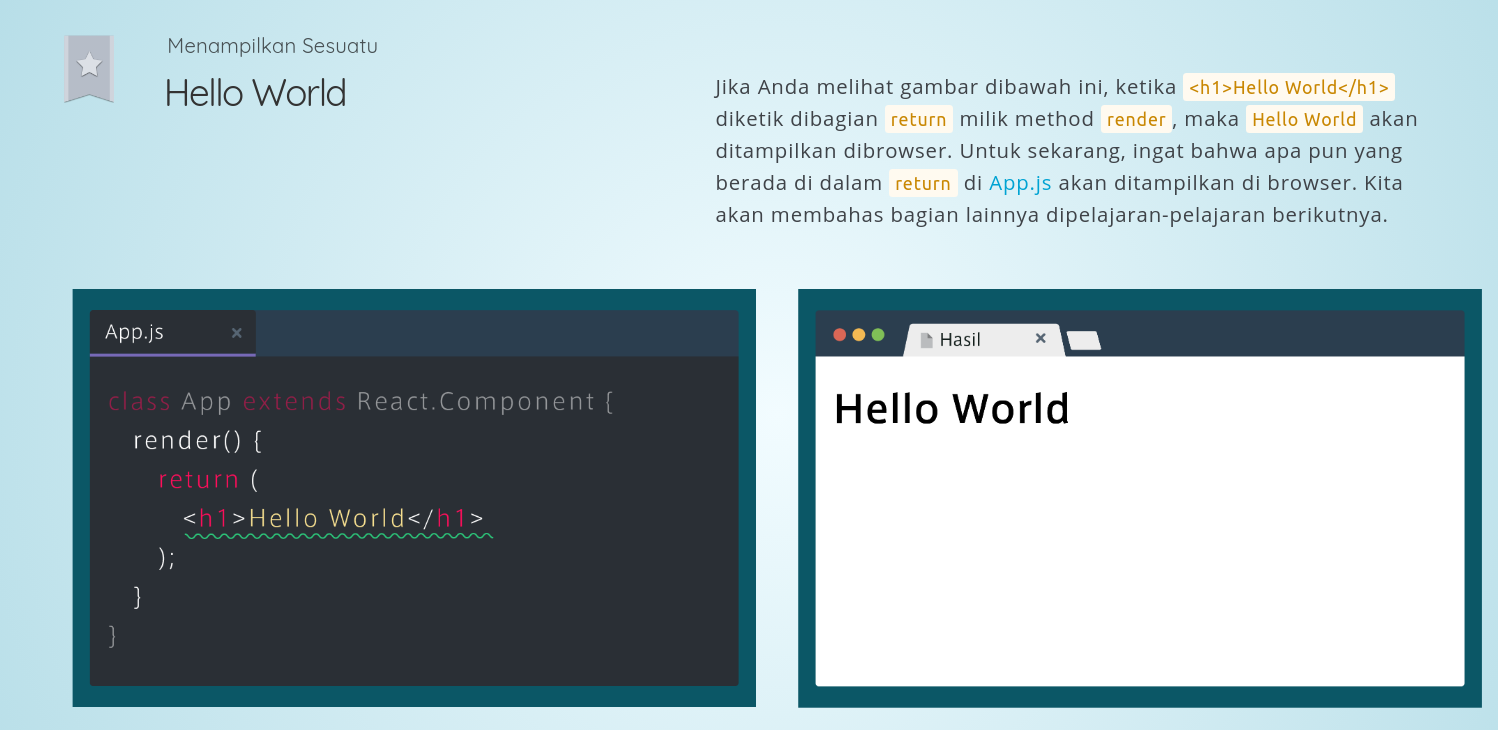 Menampilkan Sesuatu
Hello World
Jika Anda melihat gambar dibawah ini, ketika <h1>Hello World</h1>
diketik dibagian return milik method render, maka Hello World akan
ditampilkan dibrowser. Untuk sekarang, ingat bahwa apa pun yang
berada di dalam return di App.js akan ditampilkan di browser. Kita
akan membahas bagian lainnya dipelajaran-pelajaran berikutnya.
App.js
class App extends React.Component {
render() {
return (
<h1>Hello World</h1>
);
}
}
Hasil
Hello World